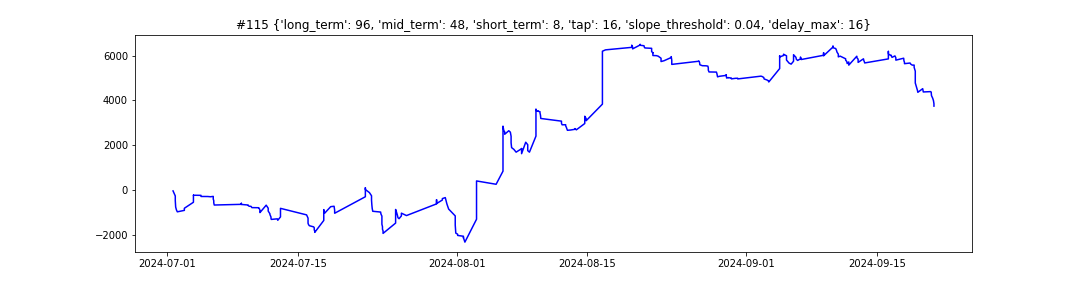 #115 {'long_term': 96, 'mid_term': 48, 'short_term': 8, 'tap': 16, 'slope_threshold': 0.04, 'delay_max': 16}
6000
4000
2000
0
−2000
2024-07-01 2024-07-15 2024-08-01 2024-08-15 2024-09-01 2024-09-15